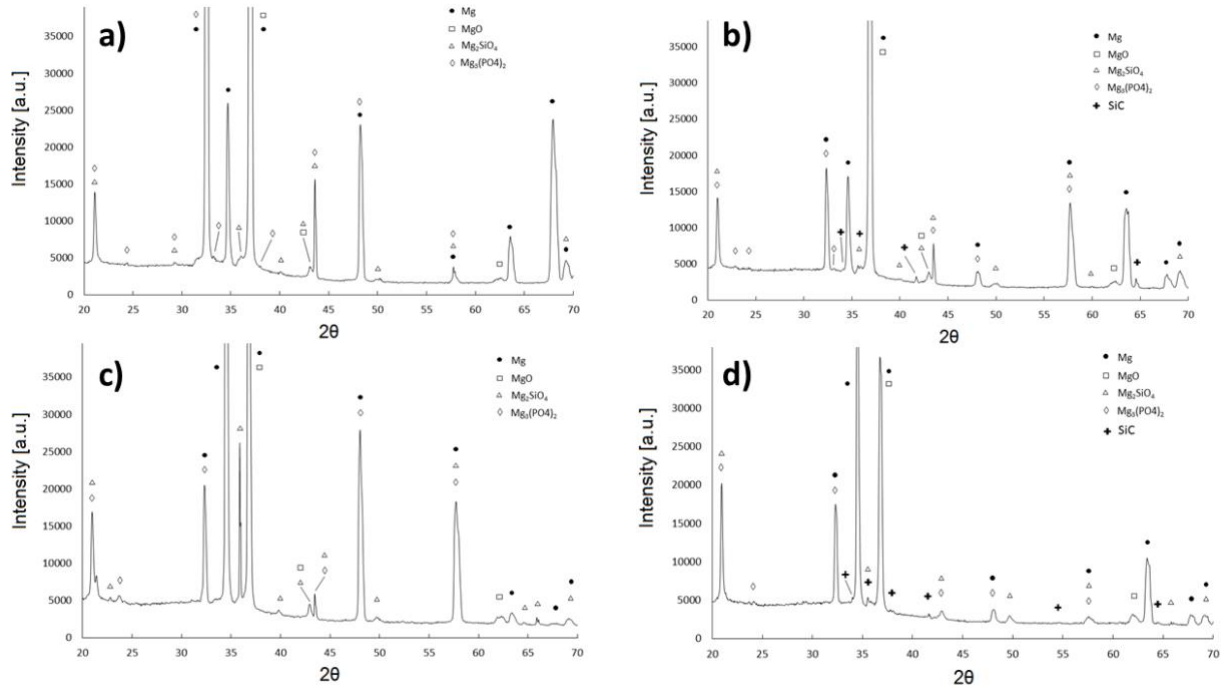 a)
Intensity [a.u.]
35000
30000
25000
20000
15000
10000
5000
0
20 25 30 35 40 45 50 55 60 65 70
2θ
Mg
MgO
Mg₂SiO₄
Mg₃(PO4)₂
b)
Intensity [a.u.]
35000
30000
25000
20000
15000
10000
5000
0
20 25 30 35 40 45 50 55 60 65 70
2θ
Mg
MgO
Mg₂SiO₄
Mg₃(PO4)₂
SiC
c)
Intensity [a.u.]
35000
30000
25000
20000
15000
10000
5000
0
20 25 30 35 40 45 50 55 60 65 70
2θ
Mg
MgO
Mg₂SiO₄
Mg₃(PO4)₂
d)
Intensity [a.u.]
35000
30000
25000
20000
15000
10000
5000
0
20 25 30 35 40 45 50 55 60 65 70
2θ
Mg
MgO
Mg₂SiO₄
Mg₃(PO4)₂
SiC